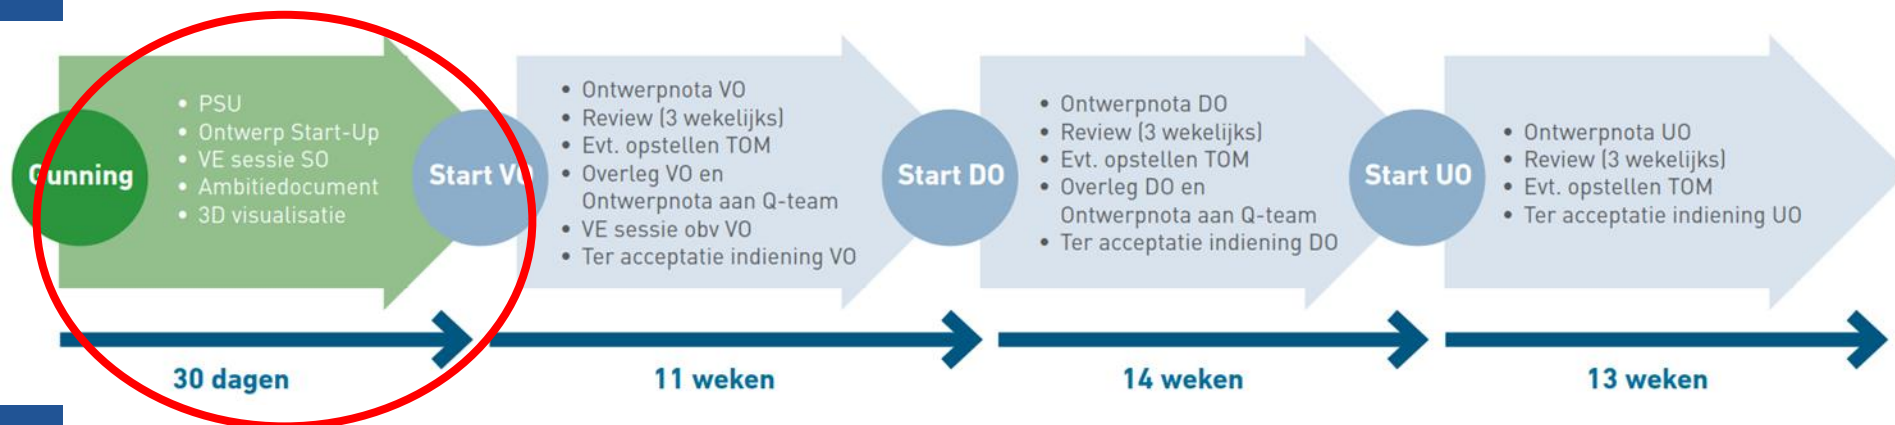 Gunning
• PSU
• Ontwerp Start-Up
• VE sessie SO
• Ambitiedocument
• 3D visualisatie
Start VO
• Ontwerpnota VO
• Review (3 wekelijks)
• Evt. opstellen TOM
• Overleg VO en
Ontwerpnota aan Q-team
• VE sessie obv VO
• Ter acceptatie indiening VO
Start DO
• Ontwerpnota DO
• Review (3 wekelijks)
• Evt. opstellen TOM
• Overleg DO en
Ontwerpnota aan Q-team
• Ter acceptatie indiening DO
Start UO
• Ontwerpnota UO
• Review (3 wekelijks)
• Evt. opstellen TOM
• Ter acceptatie indiening UO
30 dagen
11 weken
14 weken
13 weken